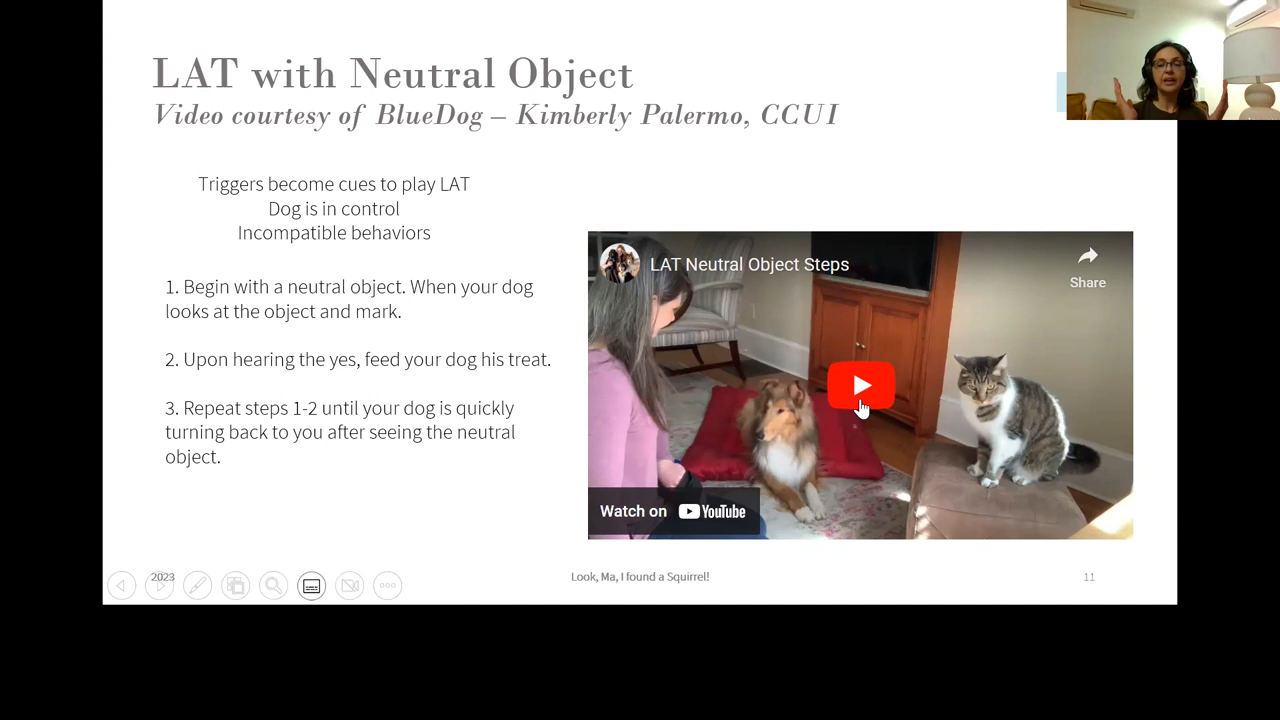 LAT with Neutral Object
Video courtesy of BlueDog – Kimberly Palermo, CCUI
Triggers become cues to play LAT
Dog is in control
Incompatible behaviors
1. Begin with a neutral object. When your dog
looks at the object and mark.
2. Upon hearing the yes, feed your dog his treat.
3. Repeat steps 1-2 until your dog is quickly
turning back to you after seeing the neutral
object.
LAT Neutral Object Steps
Share
Watch on YouTube
2023
Look, Ma, I found a Squirrel!
11